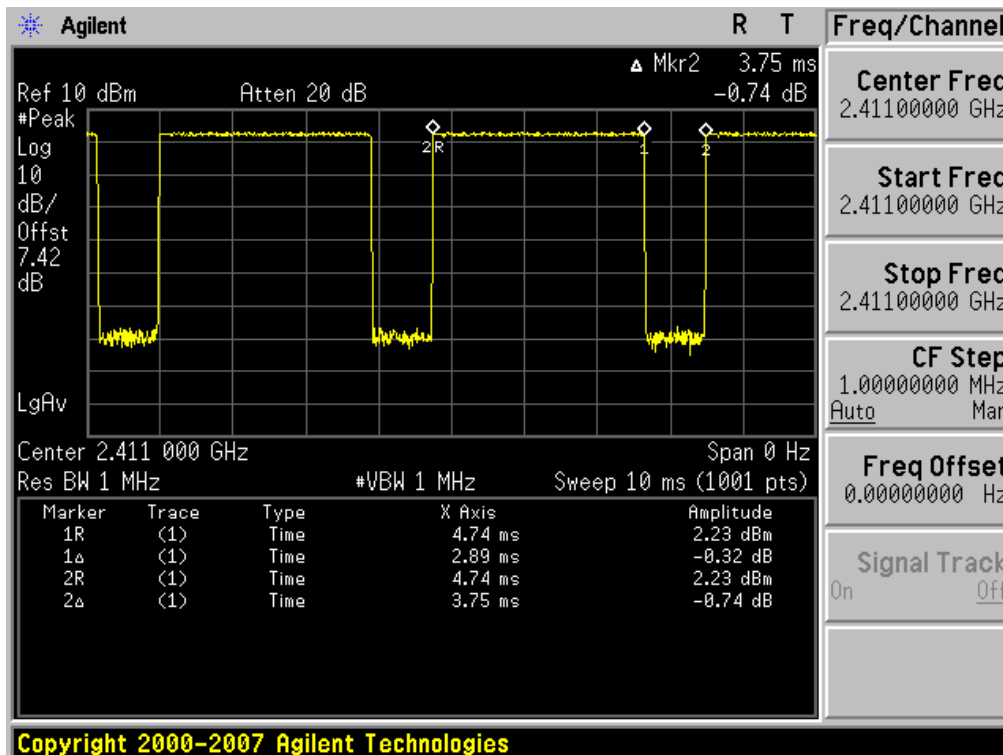 Agilent R T Freq/Channel
Δ Mkr2 3.75 ms
Ref 10 dBm Atten 20 dB -0.74 dB
#Peak
Log
10
dB/
Offst
7.42
dB
LgAv
2R 1 2
Center 2.411 000 GHz Span 0 Hz
Res BW 1 MHz #VBW 1 MHz Sweep 10 ms (1001 pts)
Marker Trace Type X Axis Amplitude
1R (1) Time 4.74 ms 2.23 dBm
1Δ (1) Time 2.89 ms -0.32 dB
2R (1) Time 4.74 ms 2.23 dBm
2Δ (1) Time 3.75 ms -0.74 dB
Center Freq
2.41100000 GHz
Start Freq
2.41100000 GHz
Stop Freq
2.41100000 GHz
CF Step
1.00000000 MHz
Auto Man
Freq Offset
0.00000000 Hz
Signal Track
On Off
Copyright 2000-2007 Agilent Technologies